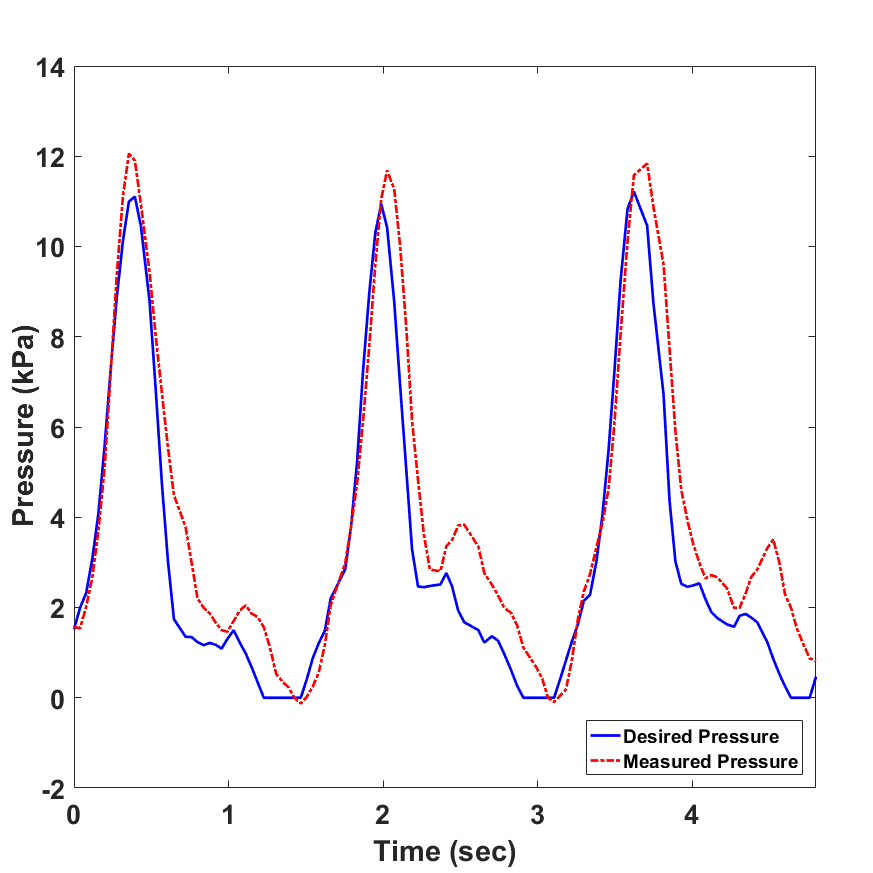 14
12
10
8
6
4
2
0
-2
Pressure (kPa)
0 1 2 3 4
Time (sec)
Desired Pressure
Measured Pressure